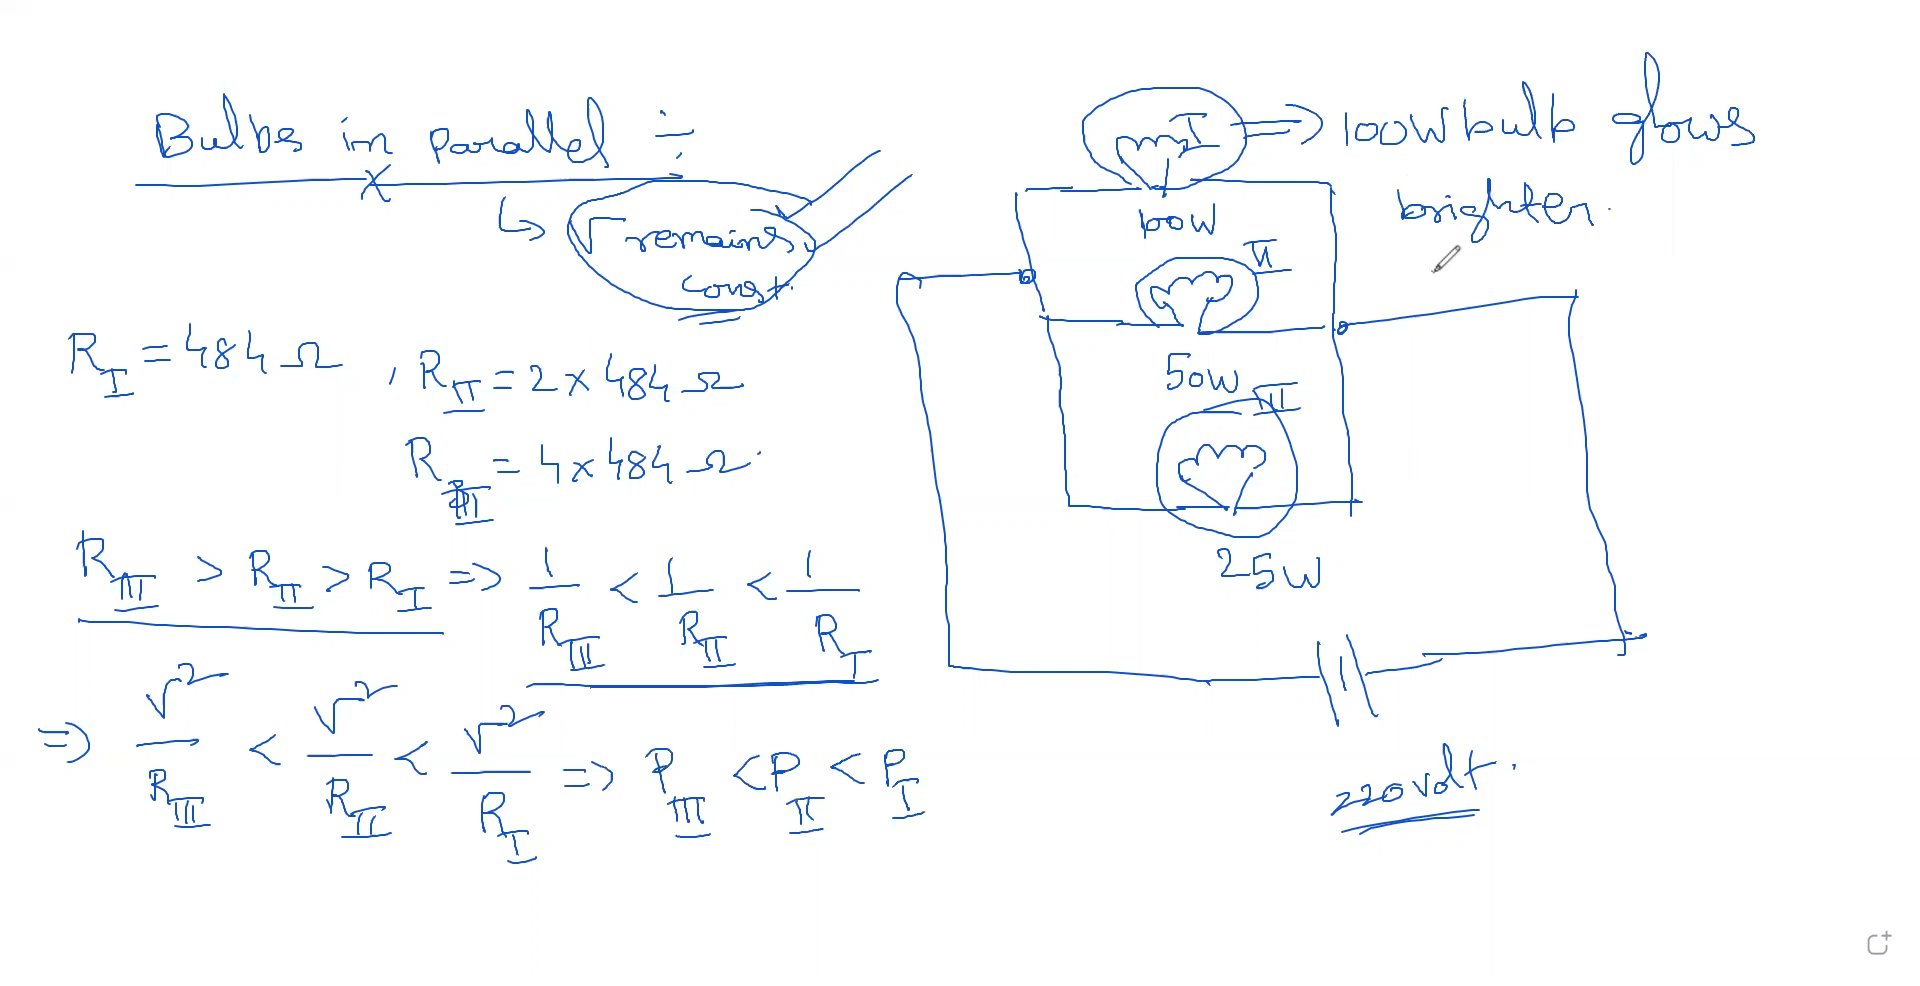 Bulbs in parallel :-
↳ V remains
const.
R_I = 484 Ω , R_II = 2 × 484 Ω
R_III = 4 × 484 Ω.
R_III > R_II > R_I => 1/R_III < 1/R_II < 1/R_I
=> V²/R_III < V²/R_II < V²/R_I => P_III < P_II < P_I
I => 100W bulb glows
brighter.
100W
II
50W
III
25W
220 volt.